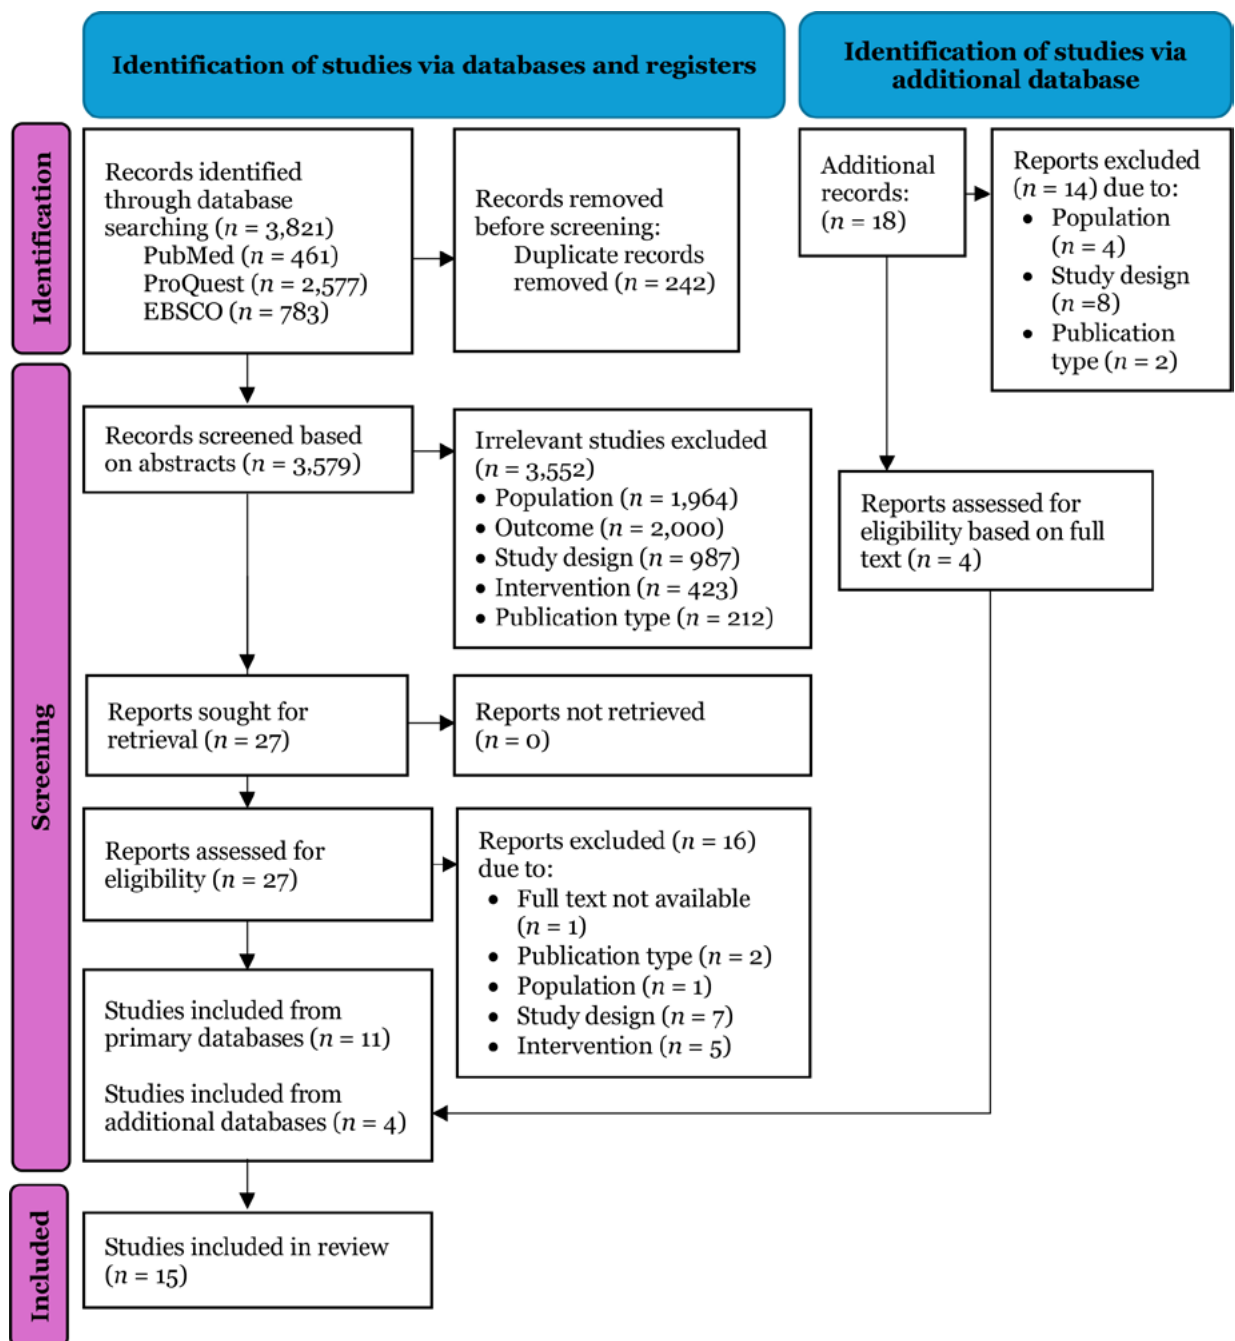 Identification of studies via databases and registers
Identification of studies via
additional database
Identification
Records identified
through database
searching (n = 3,821)
PubMed (n = 461)
ProQuest (n = 2,577)
EBSCO (n = 783)
Records removed
before screening:
Duplicate records
removed (n = 242)
Additional
records:
(n = 18)
Reports excluded
(n = 14) due to:
• Population
(n = 4)
• Study design
(n =8)
• Publication
type (n = 2)
Screening
Records screened based
on abstracts (n = 3,579)
Irrelevant studies excluded
(n = 3,552)
• Population (n = 1,964)
• Outcome (n = 2,000)
• Study design (n = 987)
• Intervention (n = 423)
• Publication type (n = 212)
Reports assessed for
eligibility based on full
text (n = 4)
Reports sought for
retrieval (n = 27)
Reports not retrieved
(n = 0)
Reports assessed for
eligibility (n = 27)
Reports excluded (n = 16)
due to:
• Full text not available
(n = 1)
• Publication type (n = 2)
• Population (n = 1)
• Study design (n = 7)
• Intervention (n = 5)
Studies included from
primary databases (n = 11)
Studies included from
additional databases (n = 4)
Included
Studies included in review
(n = 15)